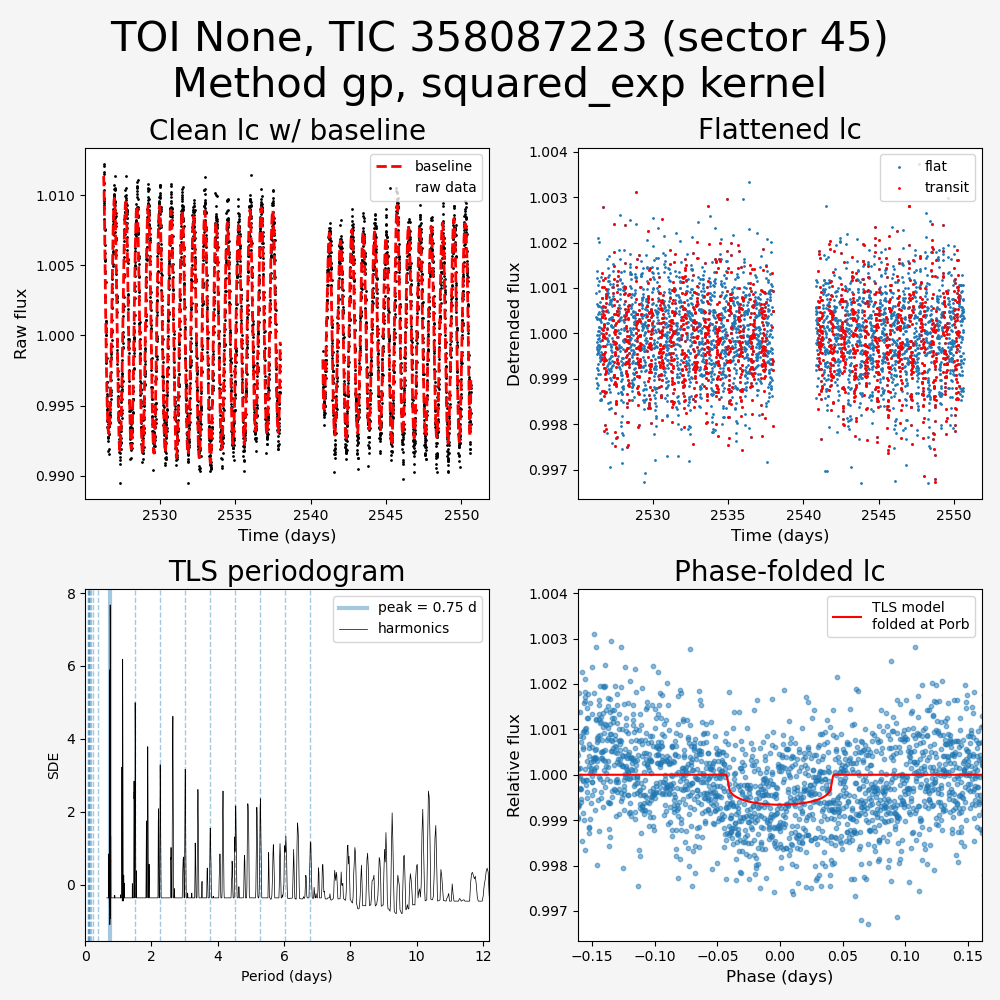 TOI None, TIC 358087223 (sector 45)
Method gp, squared_exp kernel
Clean lc w/ baseline
baseline
raw data
1.010
1.005
1.000
0.995
0.990
Raw flux
2530
2535
2540
2545
2550
Time (days)
Flattened lc
flat
transit
1.004
1.003
1.002
1.001
1.000
0.999
0.998
0.997
Detrended flux
2530
2535
2540
2545
2550
Time (days)
TLS periodogram
peak = 0.75 d
harmonics
8
6
4
2
0
SDE
0
2
4
6
8
10
12
Period (days)
Phase-folded lc
TLS model
folded at Porb
1.004
1.003
1.002
1.001
1.000
0.999
0.998
0.997
Relative flux
−0.15
−0.10
−0.05
0.00
0.05
0.10
0.15
Phase (days)